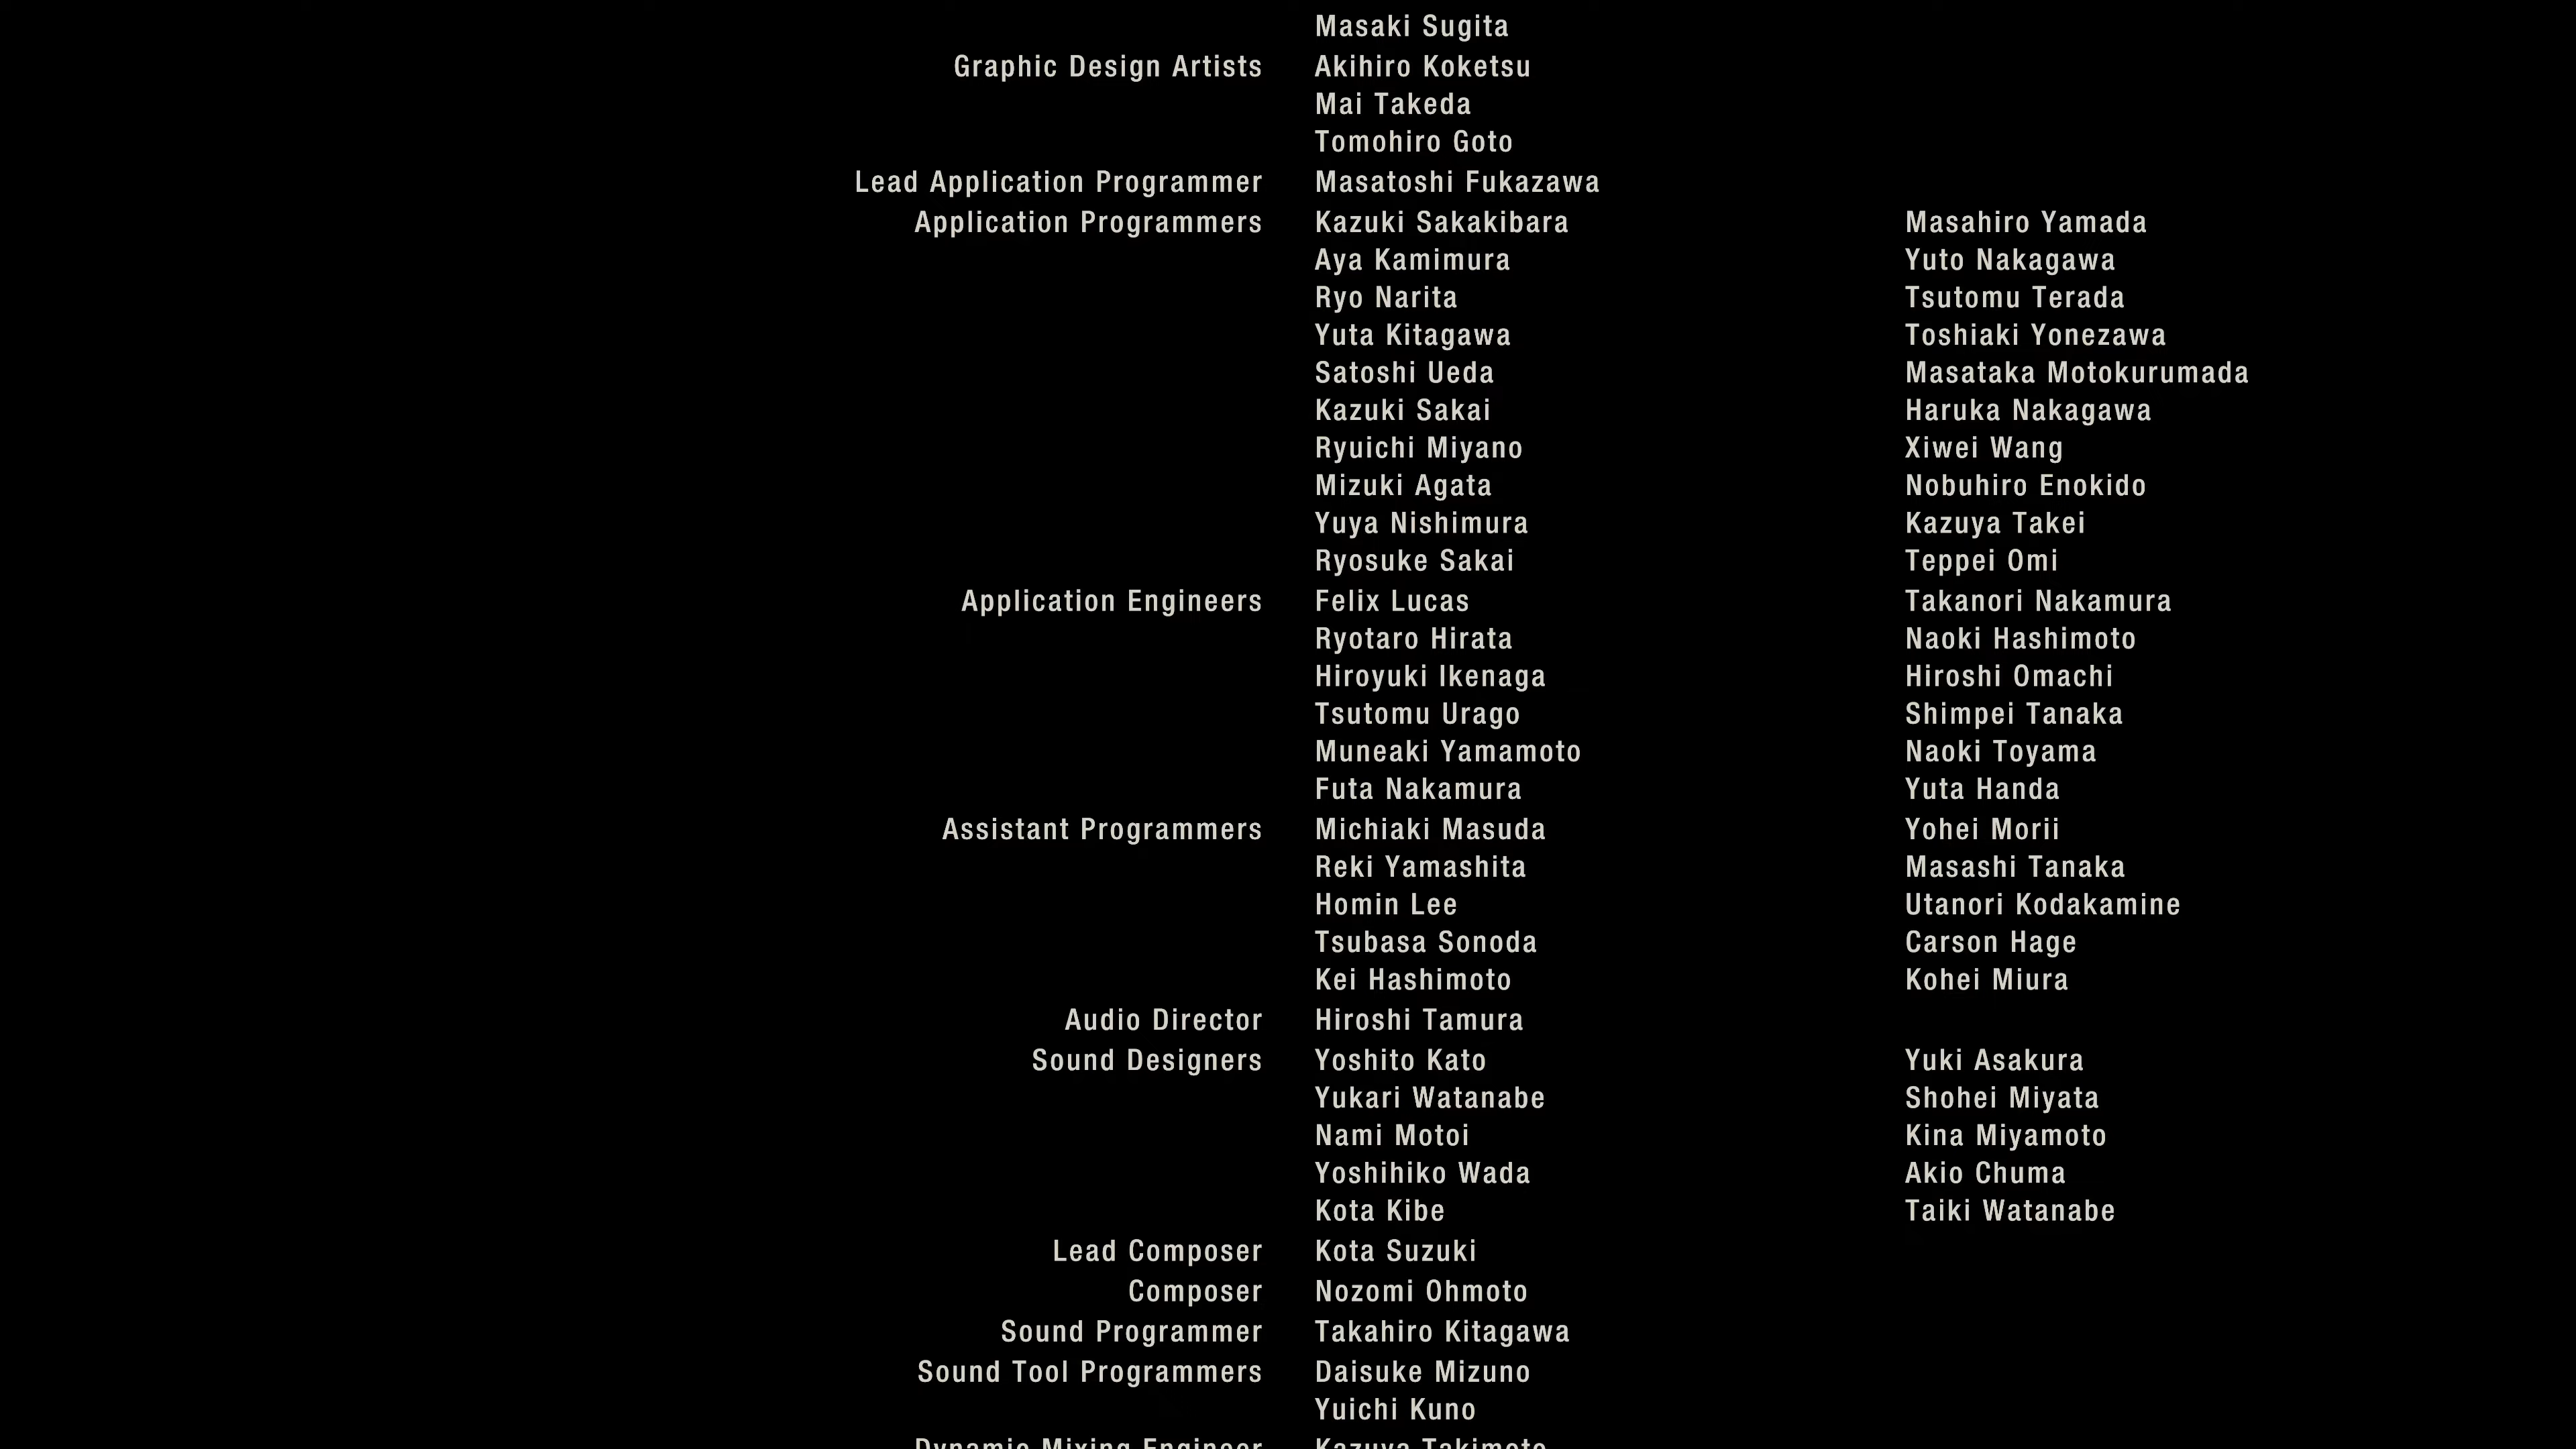 Masaki Sugita
Graphic Design Artists Akihiro Koketsu
Mai Takeda
Tomohiro Goto
Lead Application Programmer Masatoshi Fukazawa
Application Programmers Kazuki Sakakibara Masahiro Yamada
Aya Kamimura Yuto Nakagawa
Ryo Narita Tsutomu Terada
Yuta Kitagawa Toshiaki Yonezawa
Satoshi Ueda Masataka Motokurumada
Kazuki Sakai Haruka Nakagawa
Ryuichi Miyano Xiwei Wang
Mizuki Agata Nobuhiro Enokido
Yuya Nishimura Kazuya Takei
Ryosuke Sakai Teppei Omi
Application Engineers Felix Lucas Takanori Nakamura
Ryotaro Hirata Naoki Hashimoto
Hiroyuki Ikenaga Hiroshi Omachi
Tsutomu Urago Shimpei Tanaka
Muneaki Yamamoto Naoki Toyama
Futa Nakamura Yuta Handa
Assistant Programmers Michiaki Masuda Yohei Morii
Reki Yamashita Masashi Tanaka
Homin Lee Utanori Kodakamine
Tsubasa Sonoda Carson Hage
Kei Hashimoto Kohei Miura
Audio Director Hiroshi Tamura
Sound Designers Yoshito Kato Yuki Asakura
Yukari Watanabe Shohei Miyata
Nami Motoi Kina Miyamoto
Yoshihiko Wada Akio Chuma
Kota Kibe Taiki Watanabe
Lead Composer Kota Suzuki
Composer Nozomi Ohmoto
Sound Programmer Takahiro Kitagawa
Sound Tool Programmers Daisuke Mizuno
Yuichi Kuno
Dynamic Mixing Engineer Kazuya Takimoto